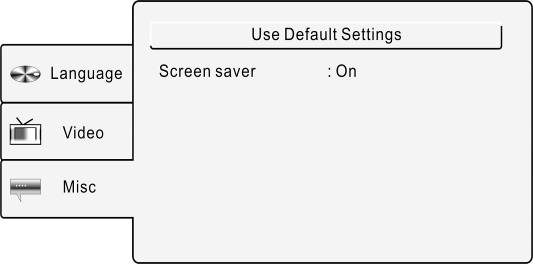 Use Default Settings
Language
Screen saver : On
Video
Misc